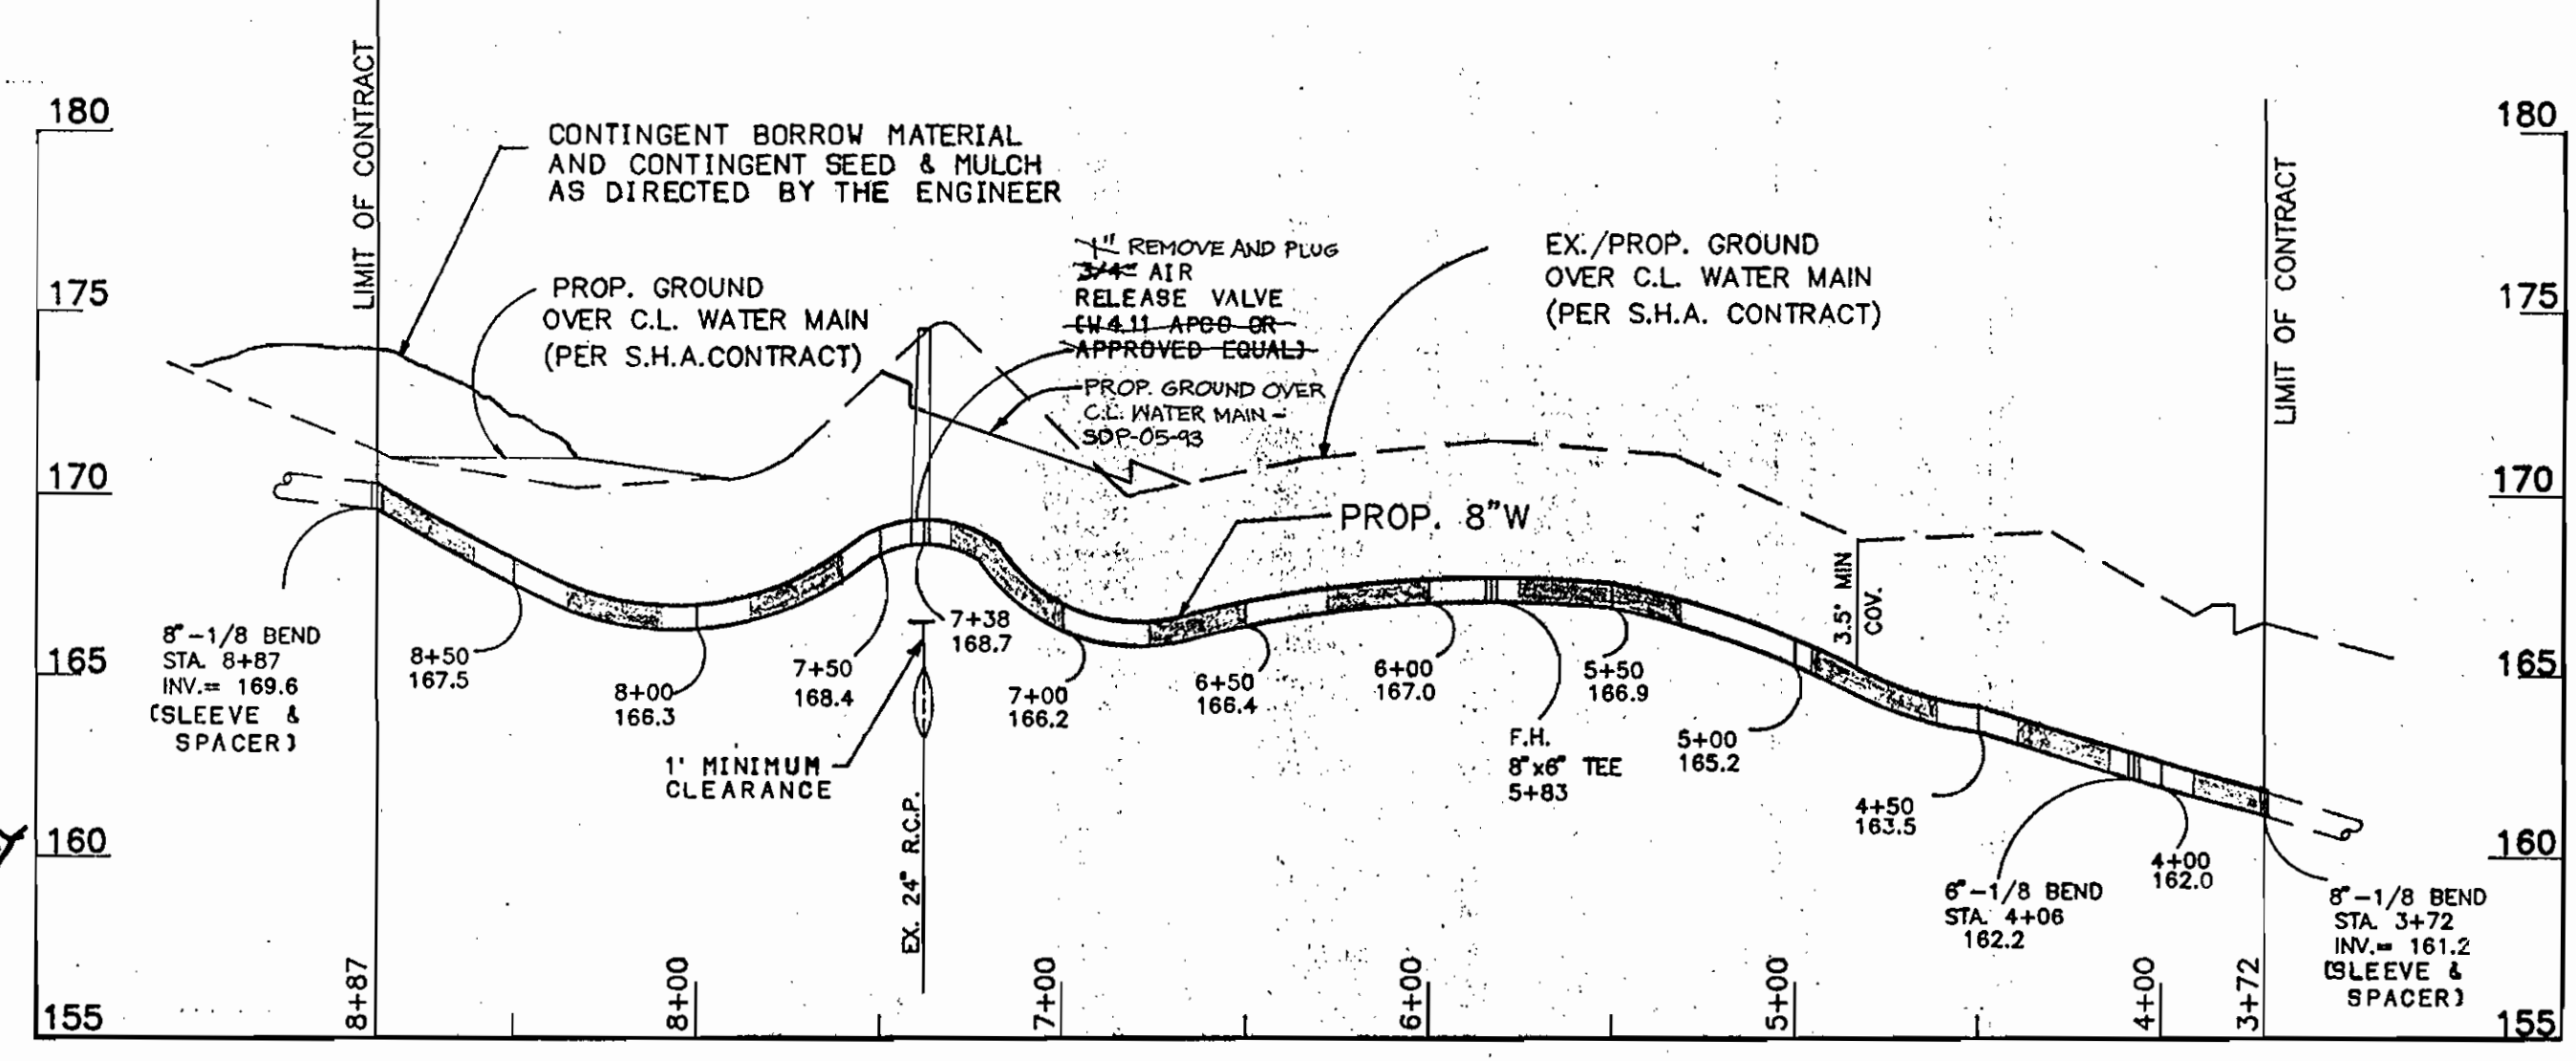 180
175
170
165
160
155
LIMIT OF CONTRACT
CONTINGENT BORROW MATERIAL
AND CONTINGENT SEED & MULCH
AS DIRECTED BY THE ENGINEER
PROP. GROUND
OVER C.L. WATER MAIN
(PER S.H.A.CONTRACT)
1" REMOVE AND PLUG
3/4" AIR
RELEASE VALVE
(W4.11 APCO OR
APPROVED EQUAL)
PROP. GROUND OVER
C.L. WATER MAIN -
SDP-05-93
EX./PROP. GROUND
OVER C.L. WATER MAIN
(PER S.H.A. CONTRACT)
LIMIT OF CONTRACT
180
175
170
165
160
155
PROP. 8"W
3.5' MIN
COV.
8"-1/8 BEND
STA. 8+87
INV.= 169.6
(SLEEVE &
SPACER)
8+50
167.5
8+00
166.3
7+50
168.4
7+38
168.7
1' MINIMUM
CLEARANCE
EX. 24" R.C.P.
7+00
166.2
6+50
166.4
6+00
167.0
F.H.
8"x6" TEE
5+83
5+50
166.9
5+00
165.2
4+50
163.5
6"-1/8 BEND
STA. 4+06
162.2
4+00
162.0
8"-1/8 BEND
STA. 3+72
INV.= 161.2
(SLEEVE &
SPACER)
8+87
8+00
7+00
6+00
5+00
4+00
3+72